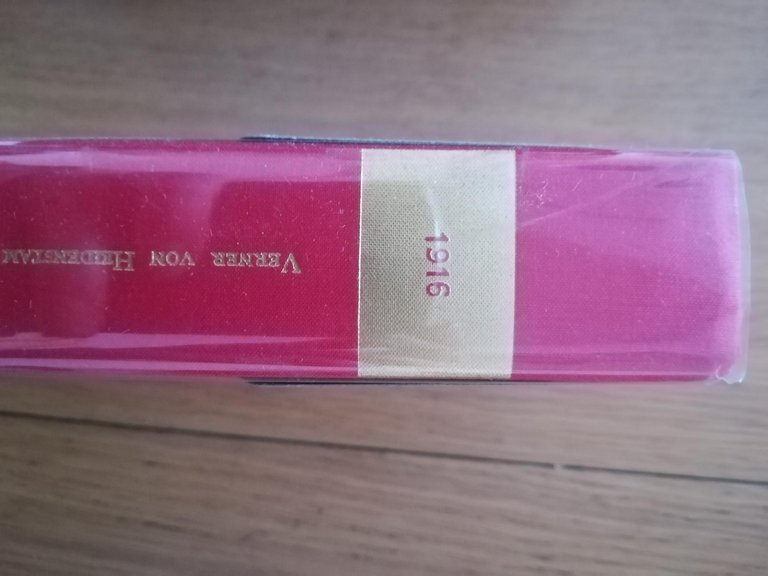 1916
VERNER VON HEIDENSTAM